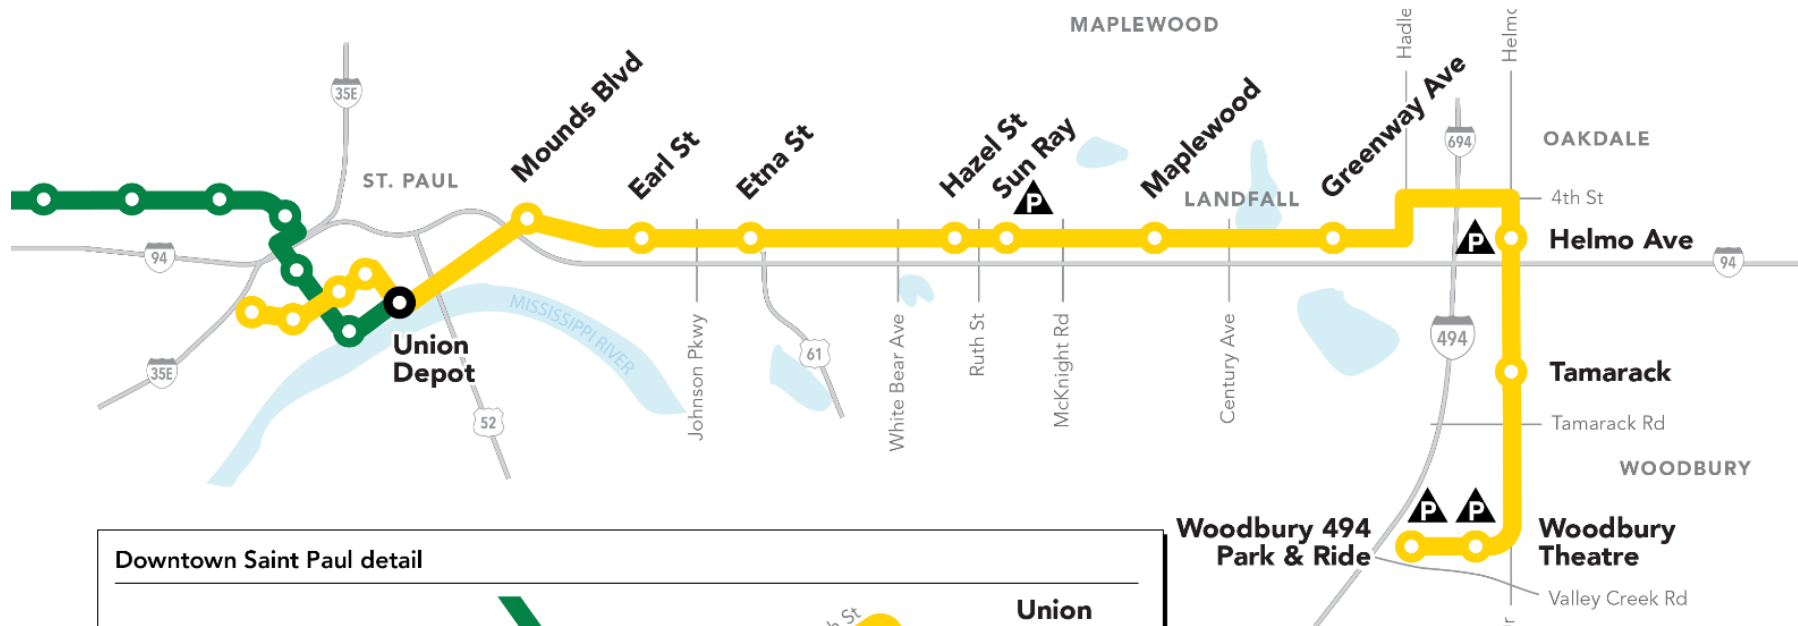 MAPLEWOOD
Mounds Blvd
Earl St
Etna St
Hazel St
Sun Ray
P
Maplewood
Greenway Ave
35E
694
OAKDALE
ST. PAUL
LANDFALL
4th St
P
Helmo Ave
94
94
MISSISSIPPI RIVER
Union
Depot
35E
52
Johnson Pkwy
61
White Bear Ave
Ruth St
McKnight Rd
Century Ave
494
Tamarack
Tamarack Rd
WOODBURY
P
P
Woodbury 494
Park & Ride
Woodbury
Theatre
Valley Creek Rd
Downtown Saint Paul detail
Union